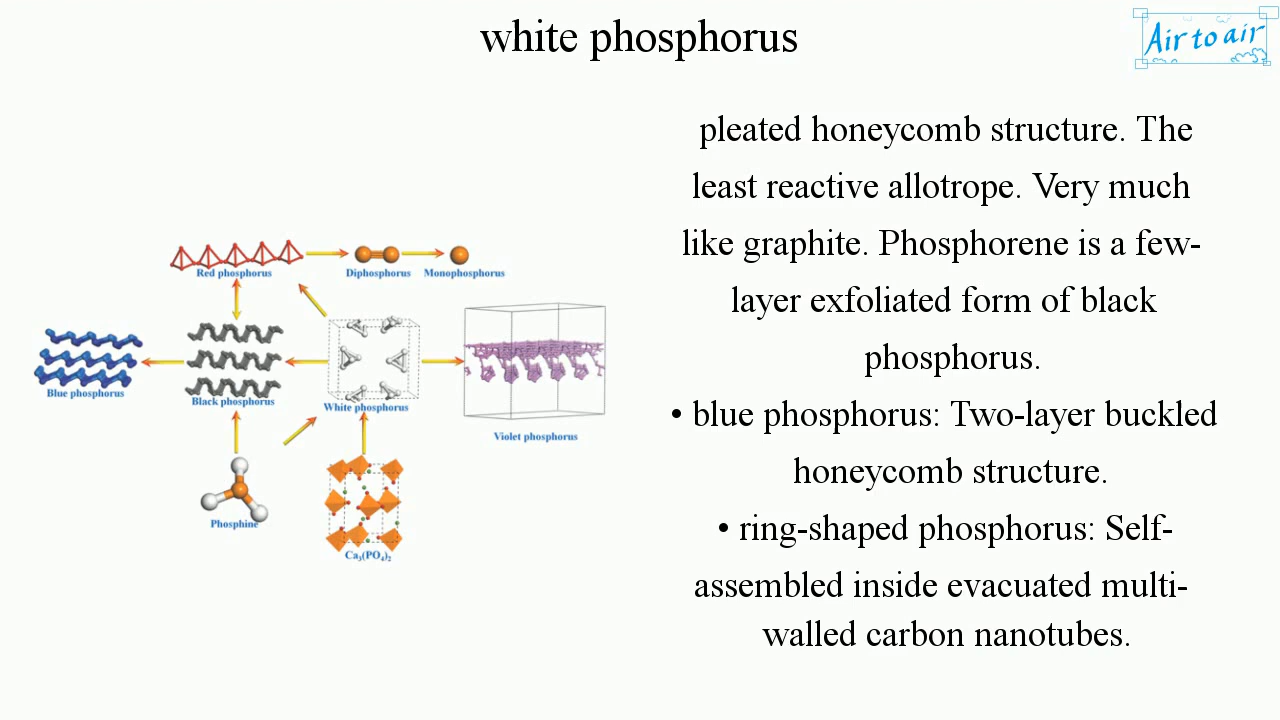 white phosphorus
Air to air
pleated honeycomb structure. The
least reactive allotrope. Very much
like graphite. Phosphorene is a few-
layer exfoliated form of black
phosphorus.
• blue phosphorus: Two-layer buckled
honeycomb structure.
• ring-shaped phosphorus: Self-
assembled inside evacuated multi-
walled carbon nanotubes.
Red phosphorus
Diphosphorus
Monophosphorus
Blue phosphorus
Black phosphorus
White phosphorus
Violet phosphorus
Phosphine
Ca₃(PO₄)₂